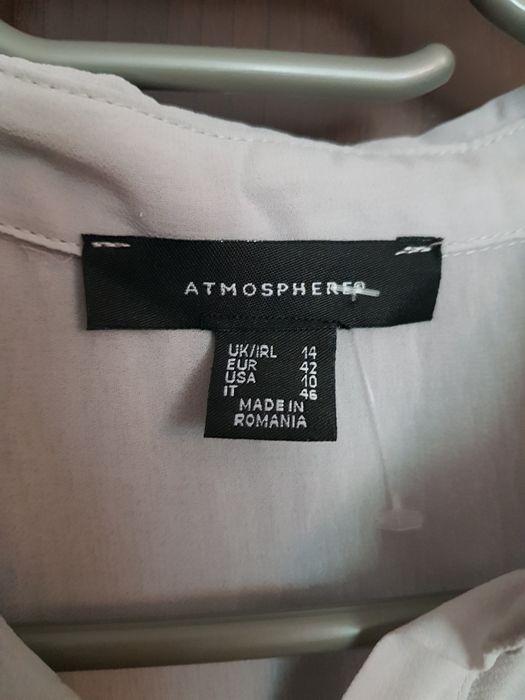 ATMOSPHERE
UK/IRL 14
EUR 42
USA 10
IT 46
MADE IN
ROMANIA